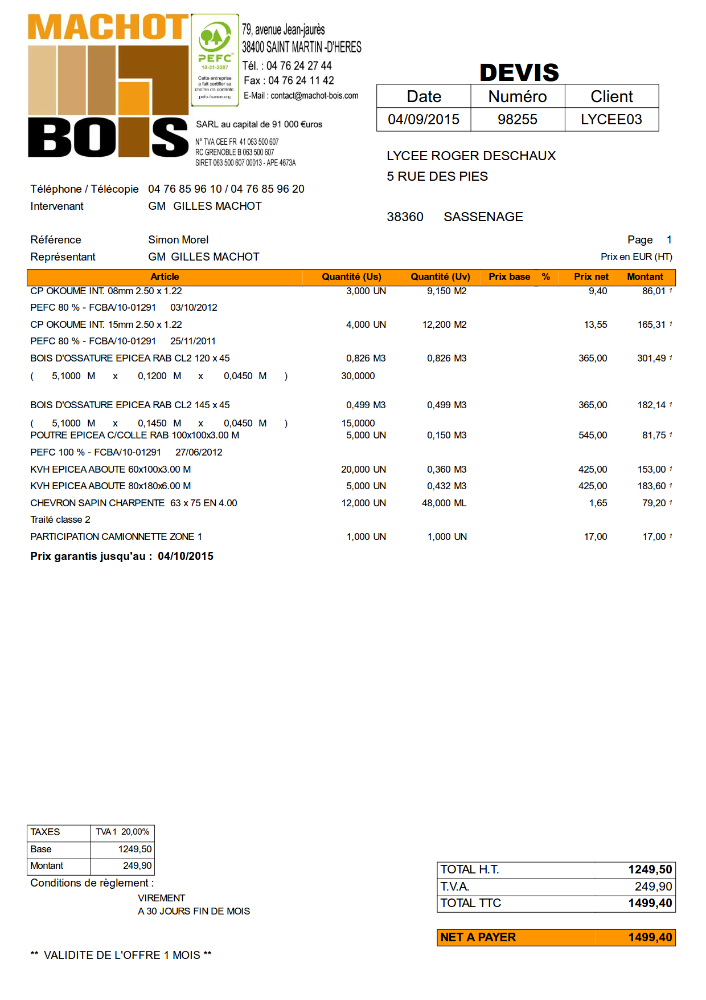 MACHOT
BOIS
PEFC™
10-31-2207
Cette entreprise
a fait certifier sa
chaîne de contrôle.
pefc-france.org
79, avenue Jean-jaurès
38400 SAINT MARTIN -D'HERES
Tél. : 04 76 24 27 44
Fax : 04 76 24 11 42
E-Mail : contact@machot-bois.com
SARL au capital de 91 000 €uros
N° TVA CEE FR 41 063 500 607
RC GRENOBLE B 063 500 607
SIRET 063 500 607 00013 - APE 4673A
DEVIS
Date Numéro Client
04/09/2015 98255 LYCEE03
LYCEE ROGER DESCHAUX
5 RUE DES PIES
38360 SASSENAGE
Téléphone / Télécopie 04 76 85 96 10 / 04 76 85 96 20
Intervenant GM GILLES MACHOT
Référence Simon Morel Page 1
Représentant GM GILLES MACHOT Prix en EUR (HT)
Article Quantité (Us) Quantité (Uv) Prix base % Prix net Montant
CP OKOUME INT. 08mm 2.50 x 1.22 3,000 UN 9,150 M2 9,40 86,01 1
PEFC 80 % - FCBA/10-01291 03/10/2012
CP OKOUME INT. 15mm 2.50 x 1.22 4,000 UN 12,200 M2 13,55 165,31 1
PEFC 80 % - FCBA/10-01291 25/11/2011
BOIS D'OSSATURE EPICEA RAB CL2 120 x 45 0,826 M3 0,826 M3 365,00 301,49 1
( 5,1000 M x 0,1200 M x 0,0450 M ) 30,0000
BOIS D'OSSATURE EPICEA RAB CL2 145 x 45 0,499 M3 0,499 M3 365,00 182,14 1
( 5,1000 M x 0,1450 M x 0,0450 M ) 15,0000
POUTRE EPICEA C/COLLE RAB 100x100x3.00 M 5,000 UN 0,150 M3 545,00 81,75 1
PEFC 100 % - FCBA/10-01291 27/06/2012
KVH EPICEA ABOUTE 60x100x3.00 M 20,000 UN 0,360 M3 425,00 153,00 1
KVH EPICEA ABOUTE 80x180x6.00 M 5,000 UN 0,432 M3 425,00 183,60 1
CHEVRON SAPIN CHARPENTE 63 x 75 EN 4.00 12,000 UN 48,000 ML 1,65 79,20 1
Traité classe 2
PARTICIPATION CAMIONNETTE ZONE 1 1,000 UN 1,000 UN 17,00 17,00 1
Prix garantis jusqu'au : 04/10/2015
TAXES TVA 1 20,00%
Base 1249,50
Montant 249,90
Conditions de règlement :
VIREMENT
A 30 JOURS FIN DE MOIS
TOTAL H.T. 1249,50
T.V.A. 249,90
TOTAL TTC 1499,40
NET A PAYER 1499,40
** VALIDITE DE L'OFFRE 1 MOIS **